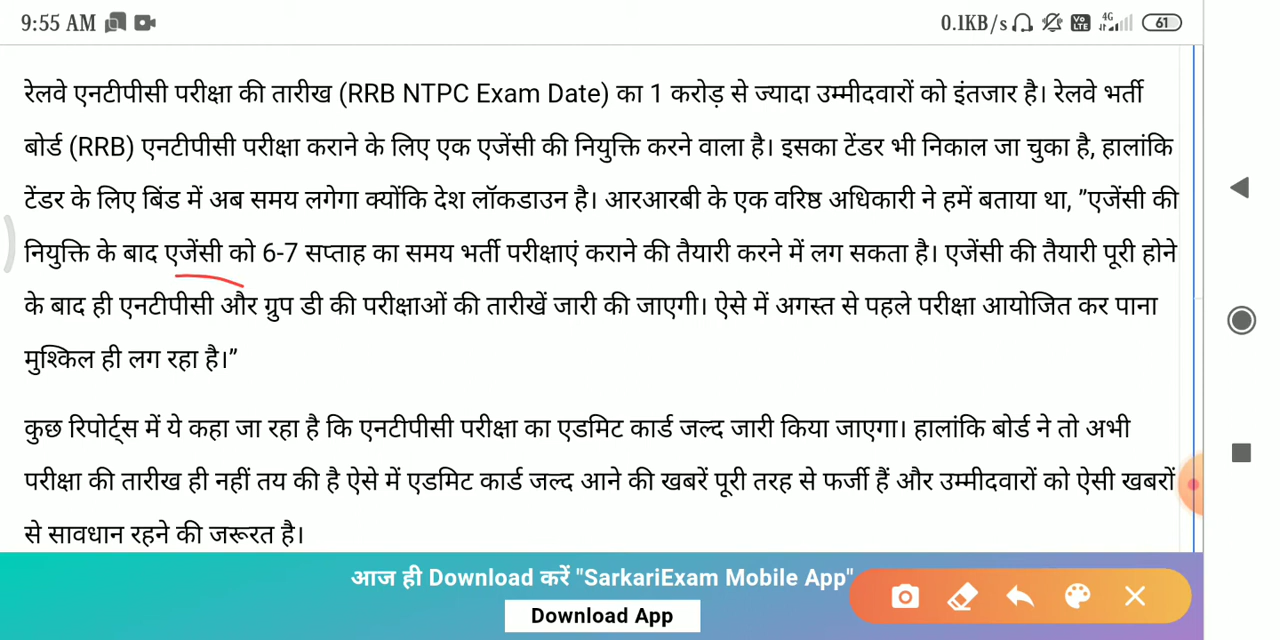 9:55 AM
0.1KB/s
Vo LTE
4G
61
रेलवे एनटीपीसी परीक्षा की तारीख (RRB NTPC Exam Date) का 1 करोड़ से ज्यादा उम्मीदवारों को इंतजार है। रेलवे भर्ती
बोर्ड (RRB) एनटीपीसी परीक्षा कराने के लिए एक एजेंसी की नियुक्ति करने वाला है। इसका टेंडर भी निकाल जा चुका है, हालांकि
टेंडर के लिए बिंड में अब समय लगेगा क्योंकि देश लॉकडाउन है। आरआरबी के एक वरिष्ठ अधिकारी ने हमें बताया था, ”एजेंसी की
नियुक्ति के बाद एजेंसी को 6-7 सप्ताह का समय भर्ती परीक्षाएं कराने की तैयारी करने में लग सकता है। एजेंसी की तैयारी पूरी होने
के बाद ही एनटीपीसी और ग्रुप डी की परीक्षाओं की तारीखें जारी की जाएगी। ऐसे में अगस्त से पहले परीक्षा आयोजित कर पाना
मुश्किल ही लग रहा है।”
कुछ रिपोर्ट्स में ये कहा जा रहा है कि एनटीपीसी परीक्षा का एडमिट कार्ड जल्द जारी किया जाएगा। हालांकि बोर्ड ने तो अभी
परीक्षा की तारीख ही नहीं तय की है ऐसे में एडमिट कार्ड जल्द आने की खबरें पूरी तरह से फर्जी हैं और उम्मीदवारों को ऐसी खबरों
से सावधान रहने की जरूरत है।
आज ही Download करें "SarkariExam Mobile App"
Download App